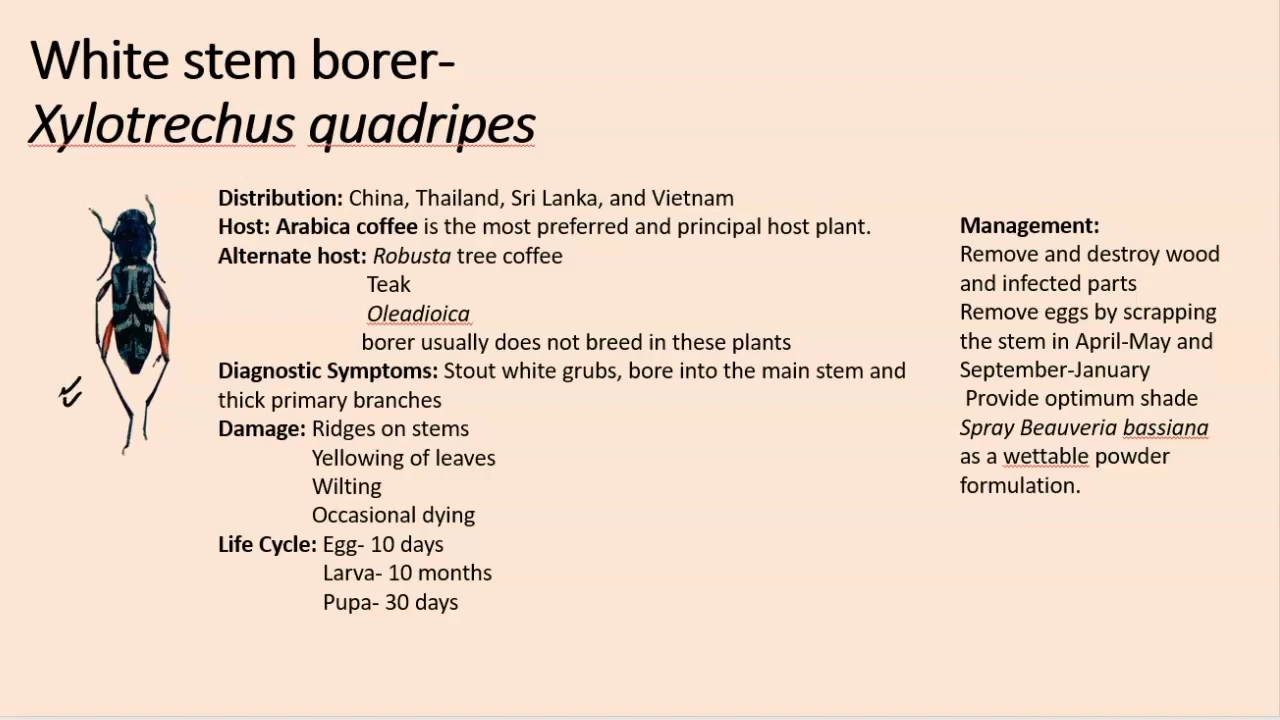 White stem borer-
Xylotrechus quadripes
Distribution: China, Thailand, Sri Lanka, and Vietnam
Host: Arabica coffee is the most preferred and principal host plant.
Alternate host: Robusta tree coffee
Teak
Oleadioica
borer usually does not breed in these plants
Diagnostic Symptoms: Stout white grubs, bore into the main stem and
thick primary branches
Damage: Ridges on stems
Yellowing of leaves
Wilting
Occasional dying
Life Cycle: Egg- 10 days
Larva- 10 months
Pupa- 30 days
Management:
Remove and destroy wood
and infected parts
Remove eggs by scrapping
the stem in April-May and
September-January
Provide optimum shade
Spray Beauveria bassiana
as a wettable powder
formulation.